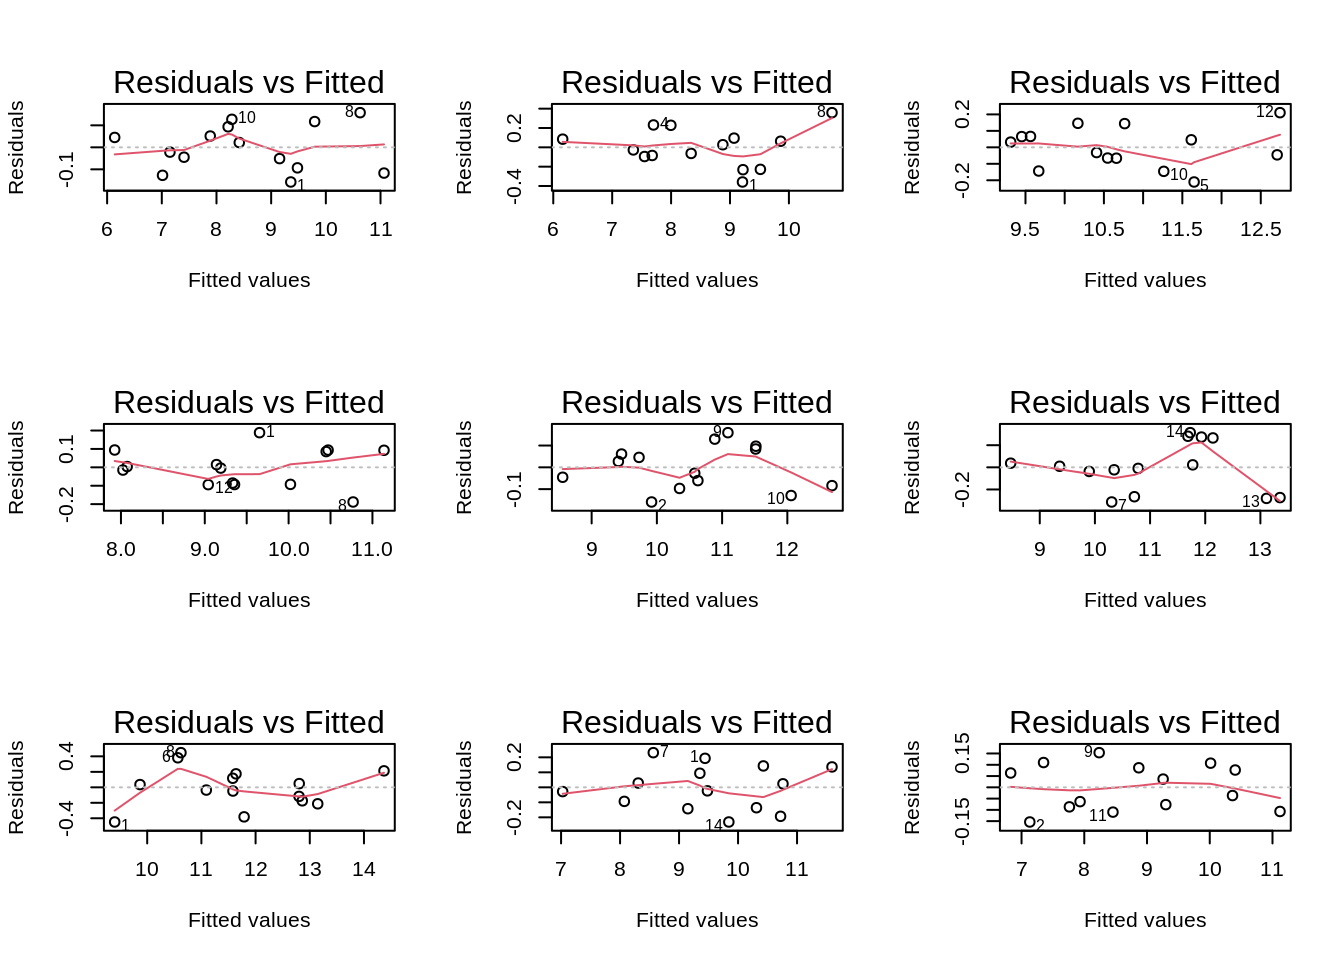 Residuals vs Fitted
Residuals
-0.1
8
10
1
6 7 8 9 10 11
Fitted values
Residuals vs Fitted
Residuals
-0.4 0.2
8
4
1
6 7 8 9 10
Fitted values
Residuals vs Fitted
Residuals
-0.2 0.2
12
10
5
9.5 10.5 11.5 12.5
Fitted values
Residuals vs Fitted
Residuals
-0.2 0.1
1
12
8
8.0 9.0 10.0 11.0
Fitted values
Residuals vs Fitted
Residuals
-0.1
9
10
2
9 10 11 12
Fitted values
Residuals vs Fitted
Residuals
-0.2
14
13
7
9 10 11 12 13
Fitted values
Residuals vs Fitted
Residuals
-0.4 0.4
8
6
1
10 11 12 13 14
Fitted values
Residuals vs Fitted
Residuals
-0.2 0.2
7
1
14
7 8 9 10 11
Fitted values
Residuals vs Fitted
Residuals
-0.15 0.15
9
11
2
7 8 9 10 11
Fitted values